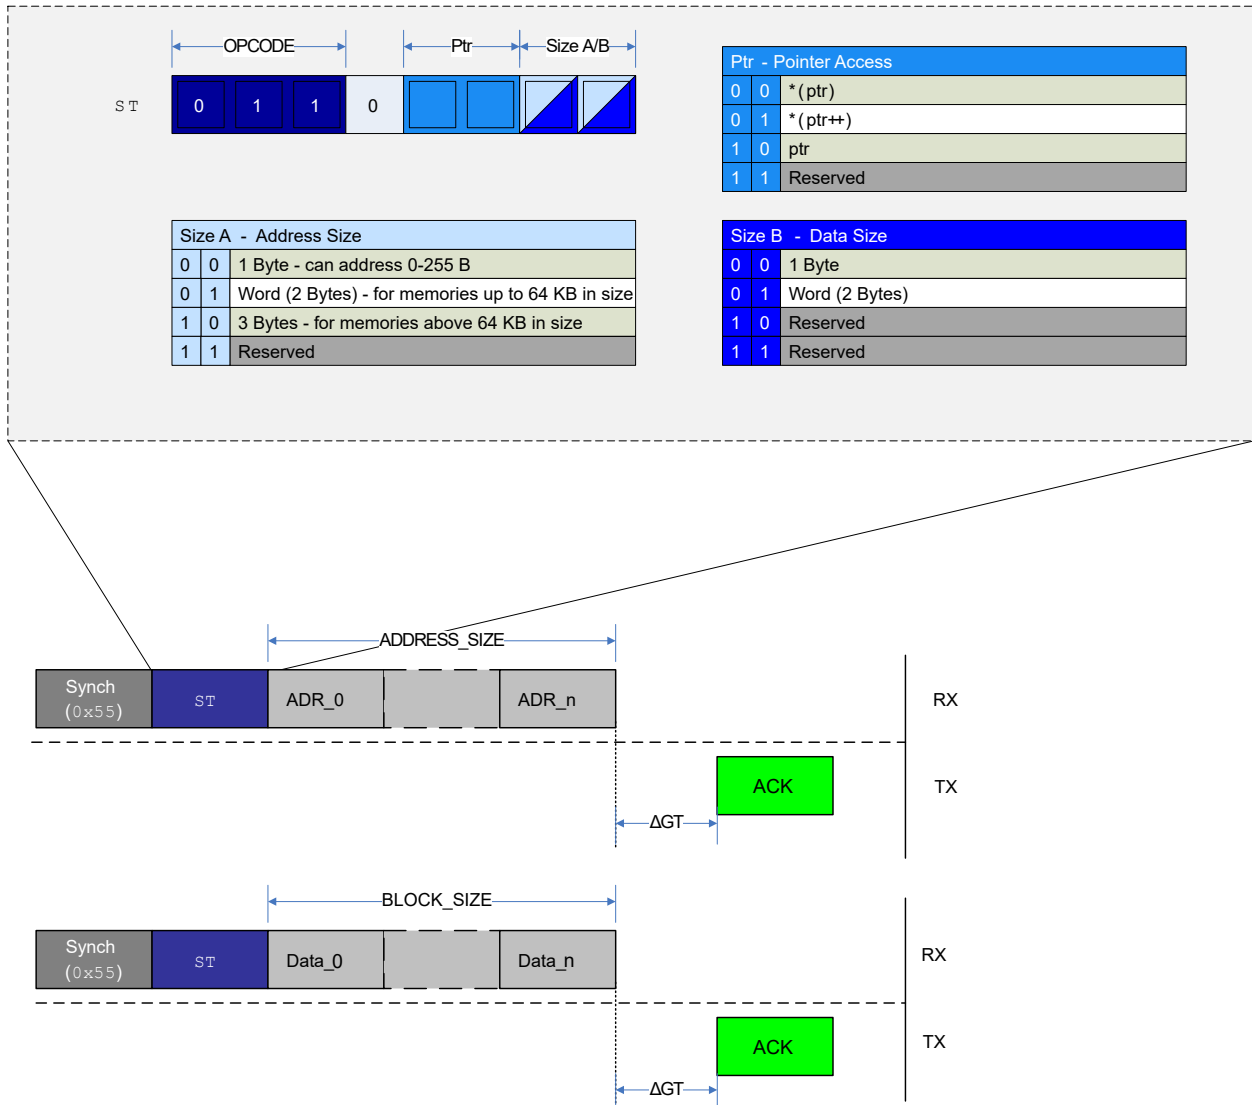 OPCODE Ptr Size A/B
ST 0 1 1 0
Ptr - Pointer Access
0 0 *(ptr)
0 1 *(ptr++)
1 0 ptr
1 1 Reserved
Size A - Address Size
0 0 1 Byte - can address 0-255 B
0 1 Word (2 Bytes) - for memories up to 64 KB in size
1 0 3 Bytes - for memories above 64 KB in size
1 1 Reserved
Size B - Data Size
0 0 1 Byte
0 1 Word (2 Bytes)
1 0 Reserved
1 1 Reserved
ADDRESS_SIZE
Synch
(0x55)
ST ADR_0 ADR_n RX
ACK TX
ΔGT
BLOCK_SIZE
Synch
(0x55)
ST Data_0 Data_n RX
ACK TX
ΔGT